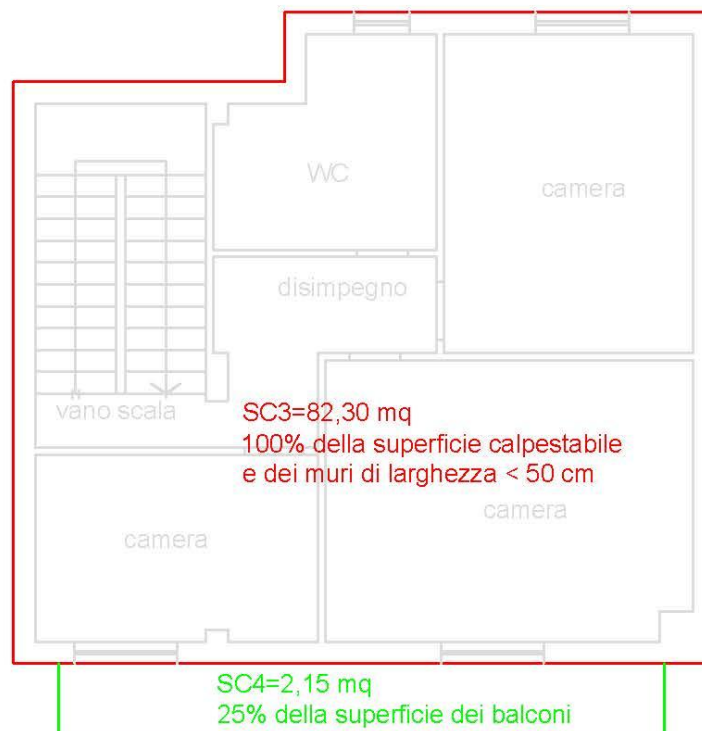 WC
camera
disimpegno
vano scala
SC3=82,30 mq
100% della superficie calpestabile
e dei muri di larghezza < 50 cm
camera
camera
SC4=2,15 mq
25% della superficie dei balconi